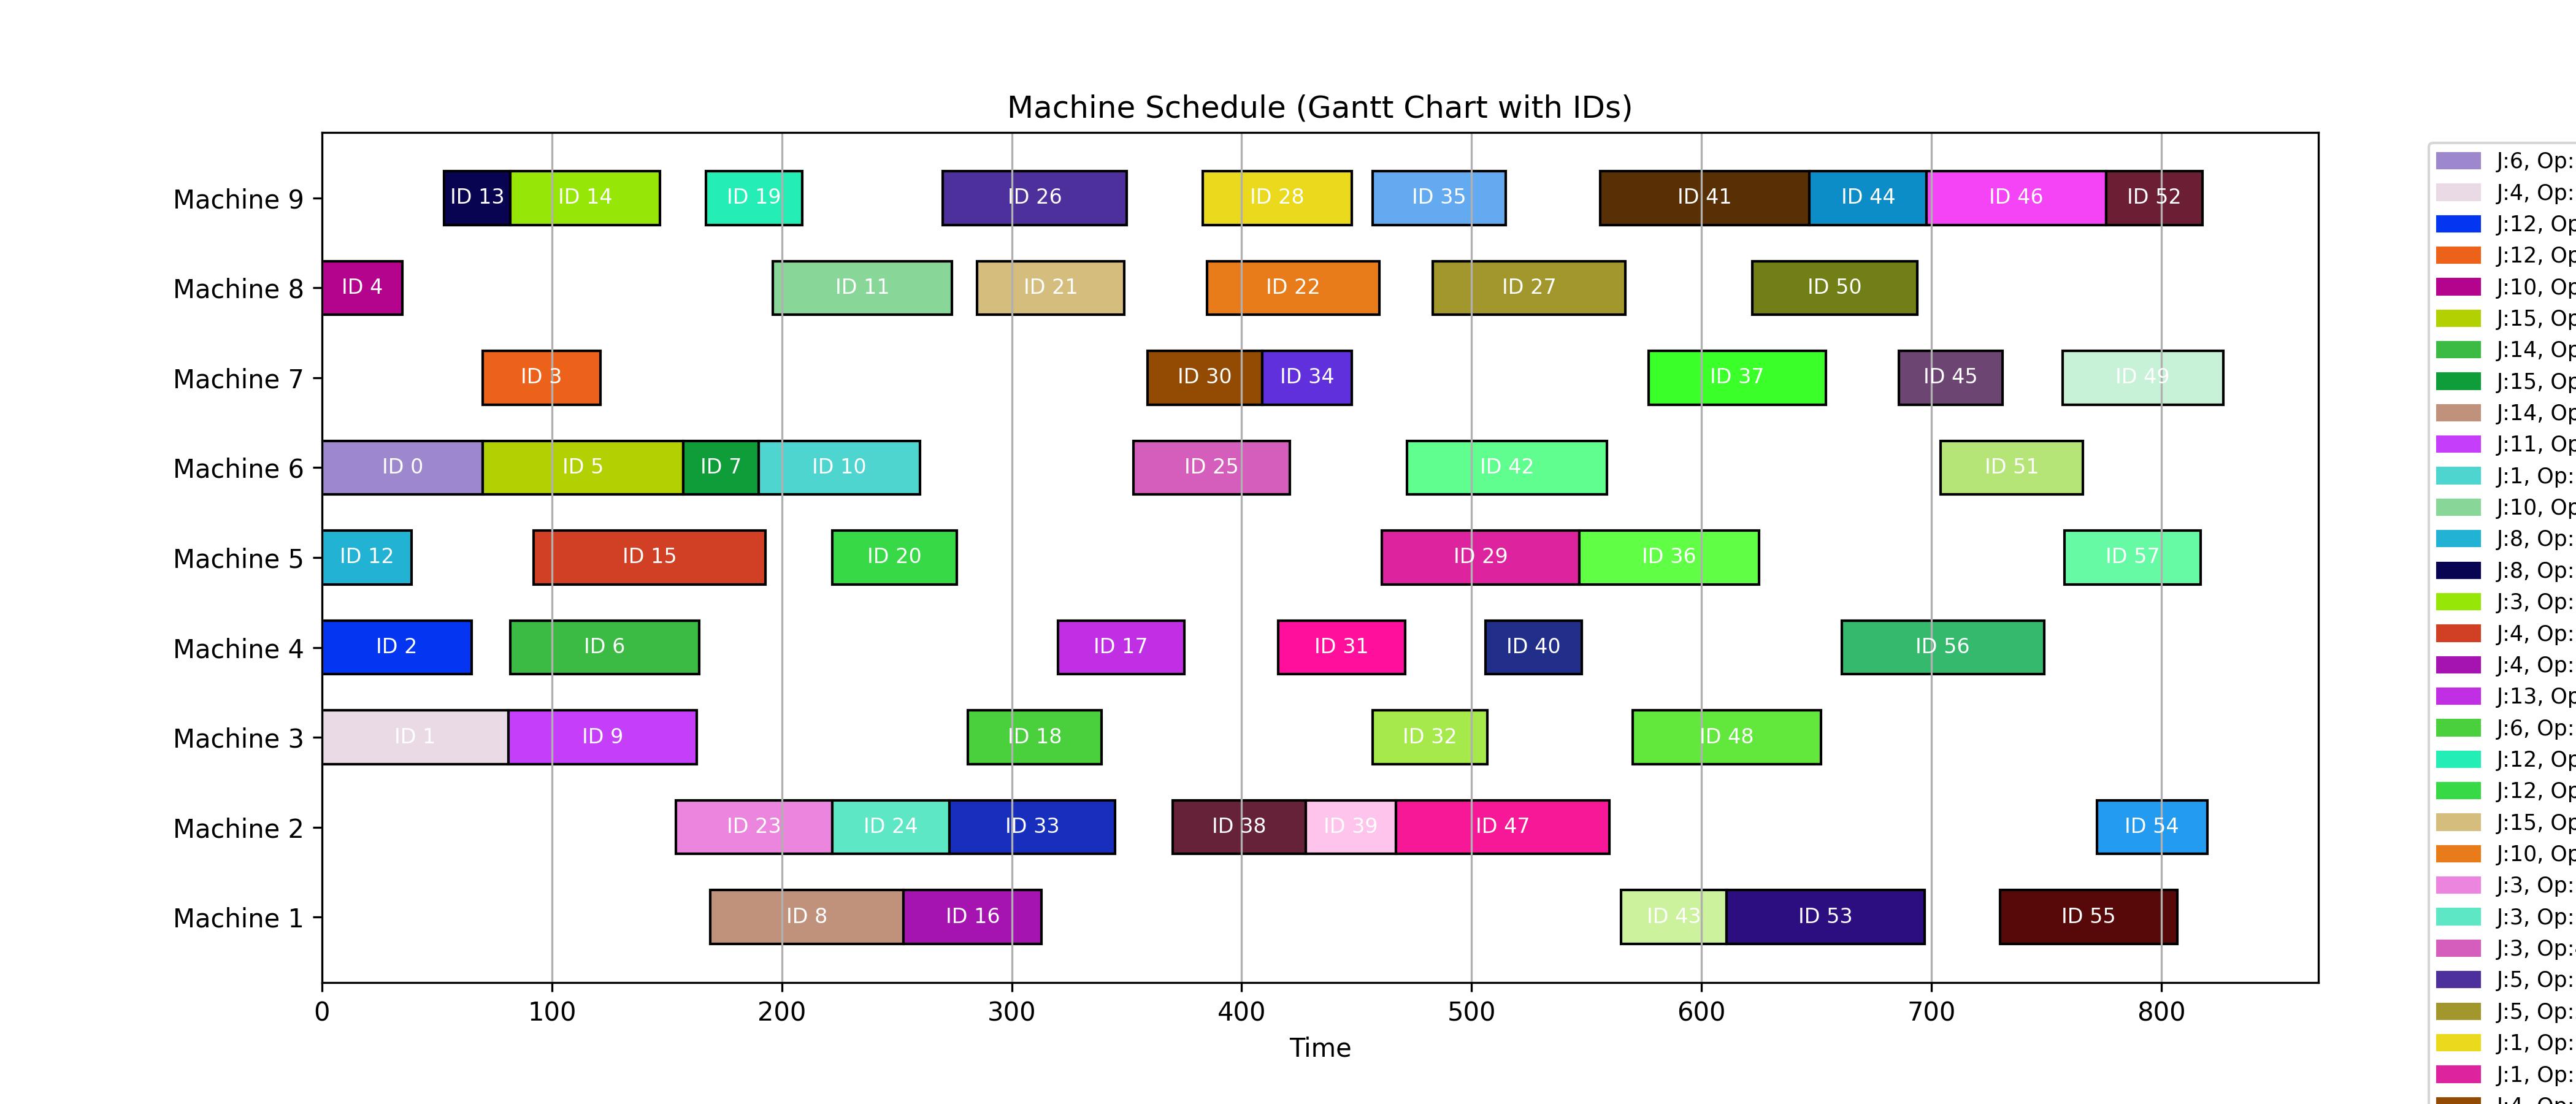 Machine Schedule (Gantt Chart with IDs)
Machine 9
ID 13
ID 14
ID 19
ID 26
ID 28
ID 35
ID 41
ID 44
ID 46
ID 52
Machine 8
ID 4
ID 11
ID 21
ID 22
ID 27
ID 50
Machine 7
ID 3
ID 30
ID 34
ID 37
ID 45
ID 49
Machine 6
ID 0
ID 5
ID 7
ID 10
ID 25
ID 42
ID 51
Machine 5
ID 12
ID 15
ID 20
ID 29
ID 36
ID 57
Machine 4
ID 2
ID 6
ID 17
ID 31
ID 40
ID 56
Machine 3
ID 1
ID 9
ID 18
ID 32
ID 48
Machine 2
ID 23
ID 24
ID 33
ID 38
ID 39
ID 47
ID 54
Machine 1
ID 8
ID 16
ID 43
ID 53
ID 55
0 100 200 300 400 500 600 700 800
Time
J:6, Op:
J:4, Op:
J:12, Op
J:12, Op
J:10, Op
J:15, Op
J:14, Op
J:15, Op
J:14, Op
J:11, Op
J:1, Op:
J:10, Op
J:8, Op:
J:8, Op:
J:3, Op:
J:4, Op:
J:4, Op:
J:13, Op
J:6, Op:
J:12, Op
J:12, Op
J:15, Op
J:10, Op
J:3, Op:
J:3, Op:
J:3, Op:
J:5, Op:
J:5, Op:
J:1, Op:
J:1, Op: